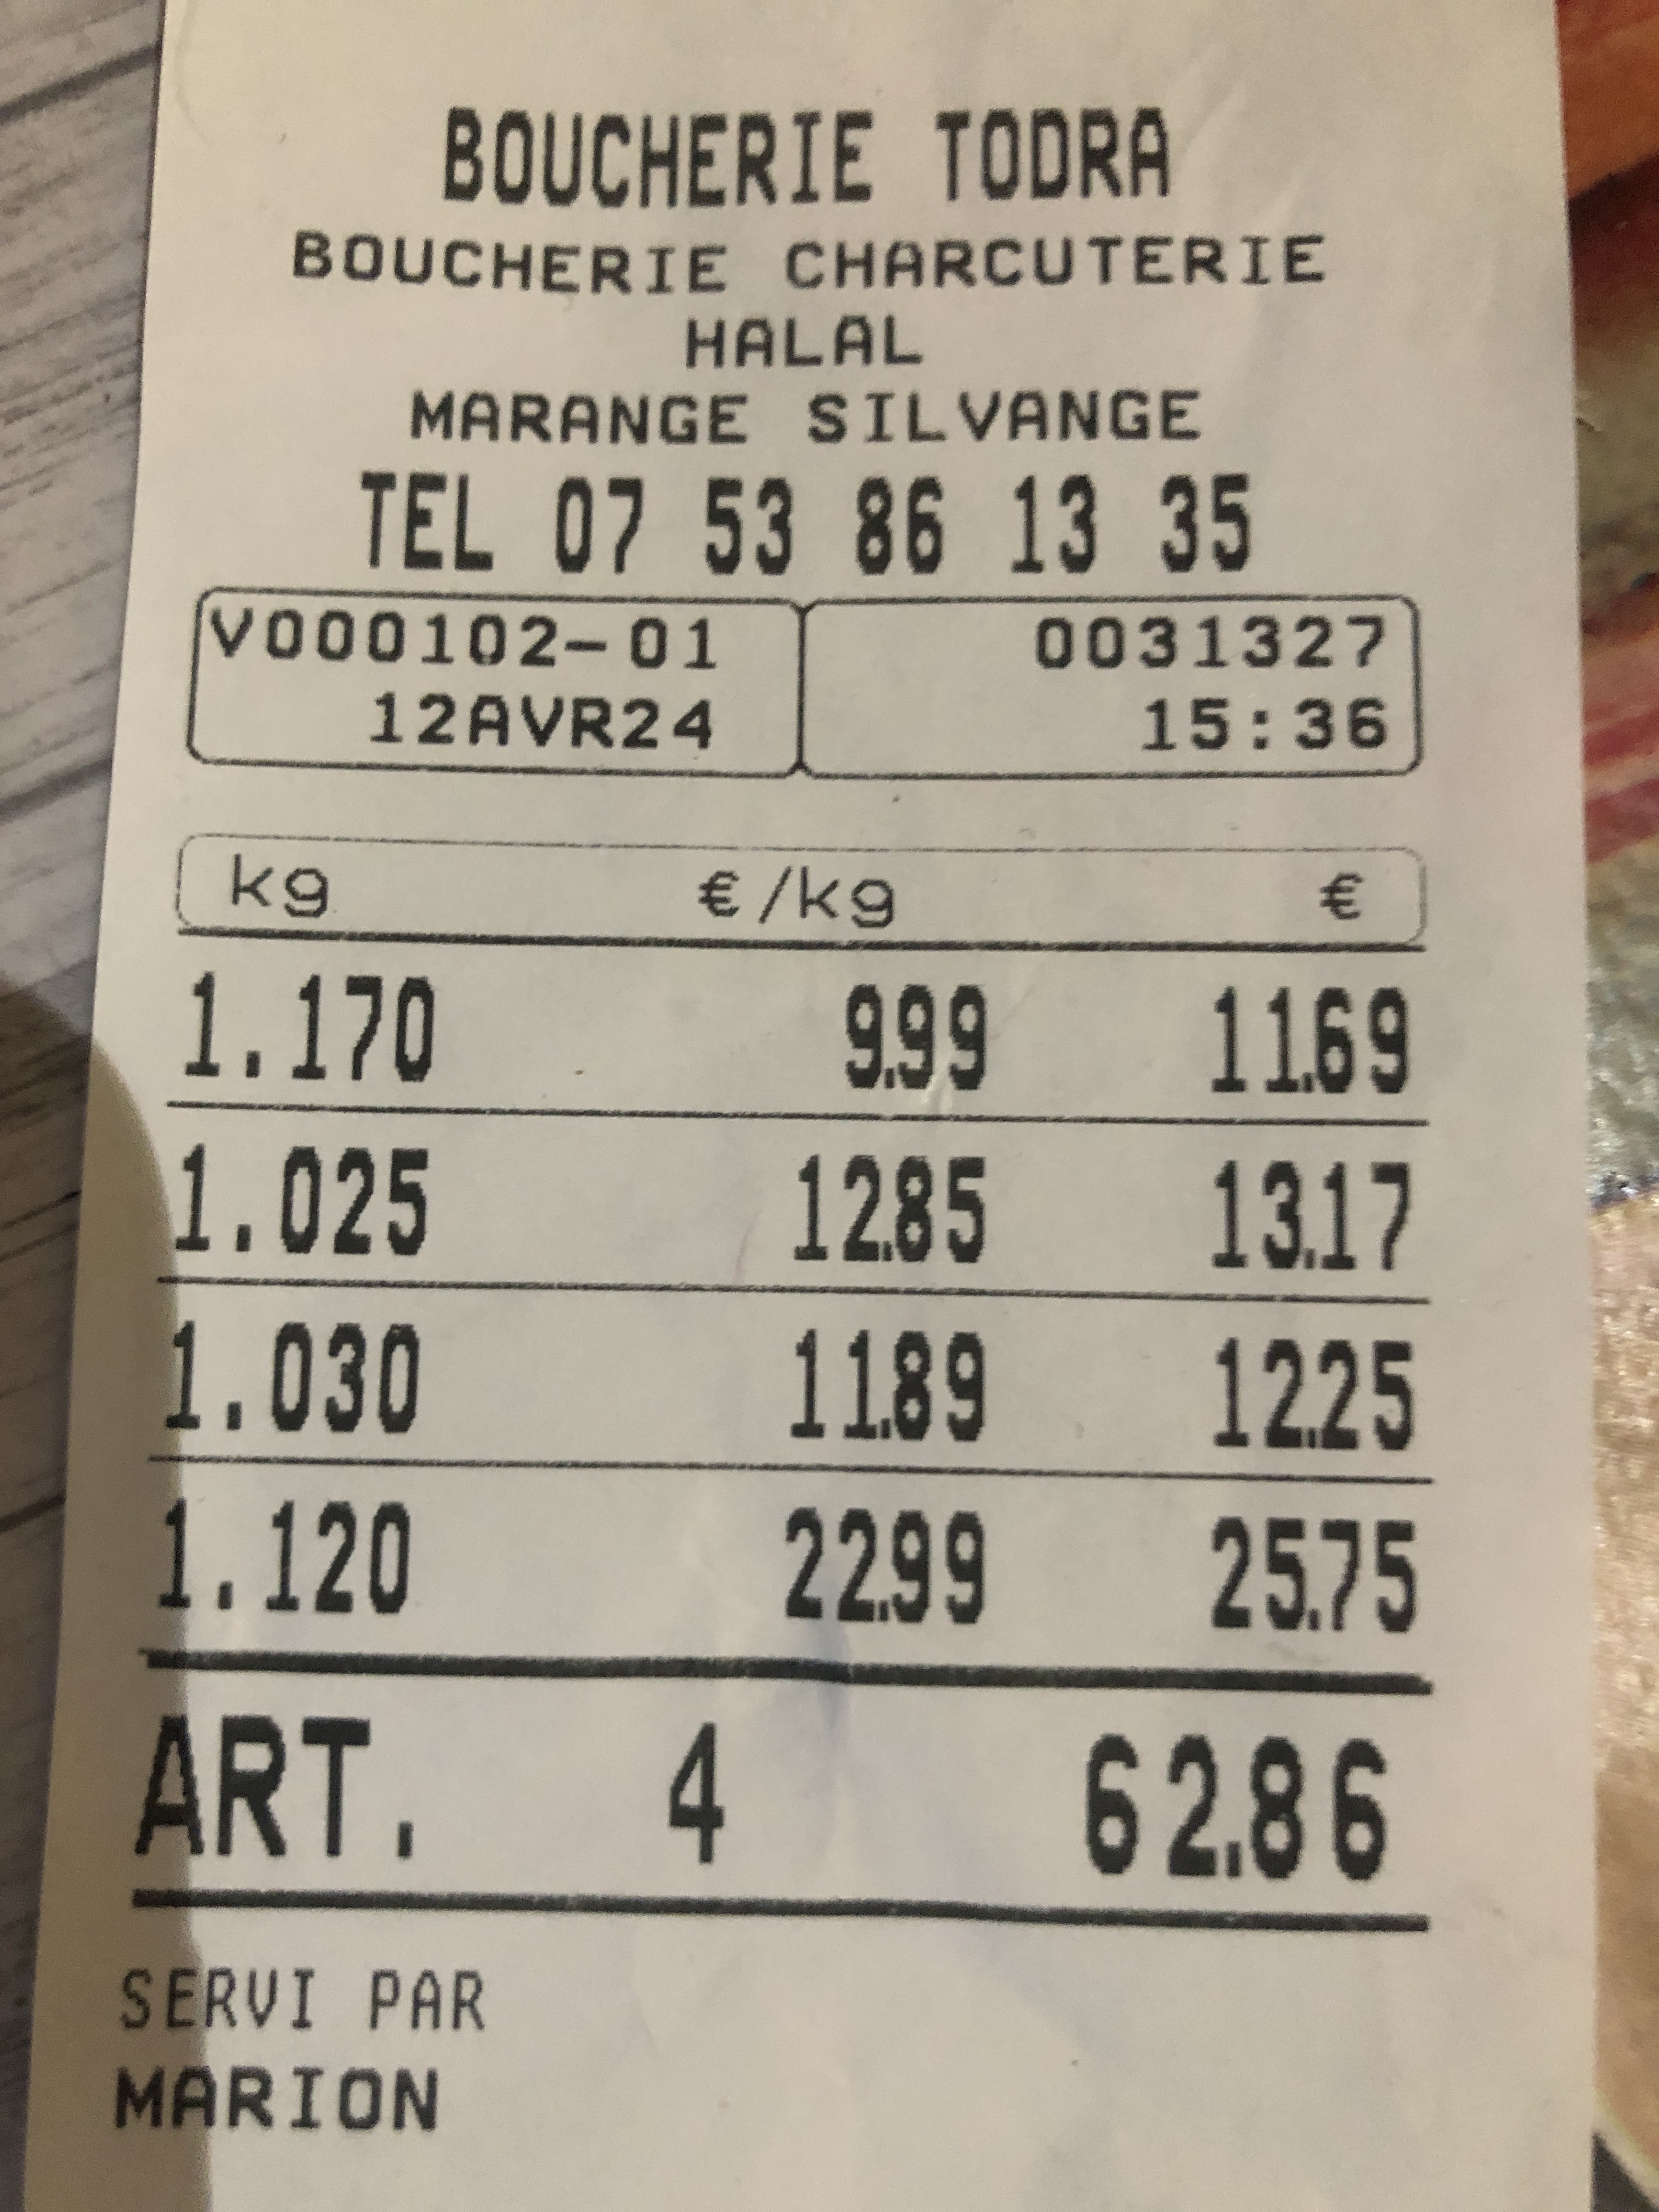 BOUCHERIE TODRA
BOUCHERIE CHARCUTERIE
HALAL
MARANGE SILVANGE
TEL 07 53 86 13 35
V000102-01 0031327
12AVR24 15:36
kg €/kg €
1.170 9.99 11.69
1.025 12.85 13.17
1.030 11.89 12.25
1.120 22.99 25.75
ART. 4 62.86
SERVI PAR
MARION